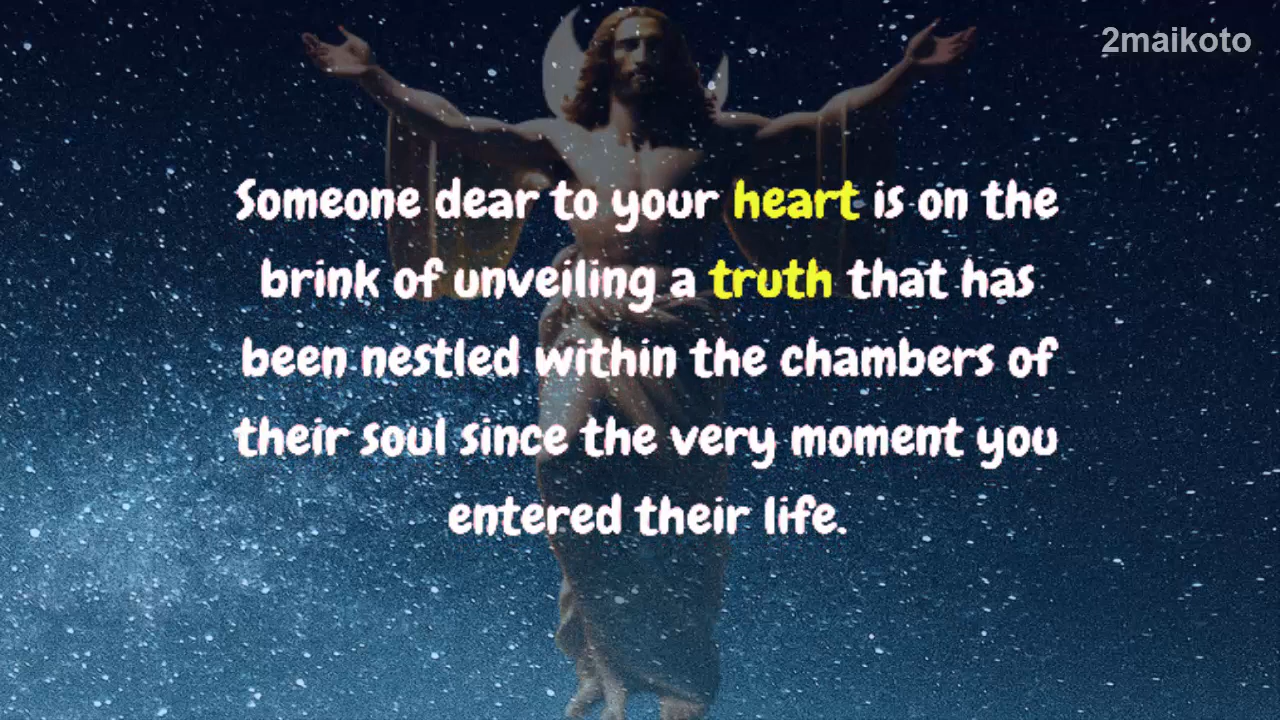 2maikoto
Someone dear to your heart is on the
brink of unveiling a truth that has
been nestled within the chambers of
their soul since the very moment you
entered their life.